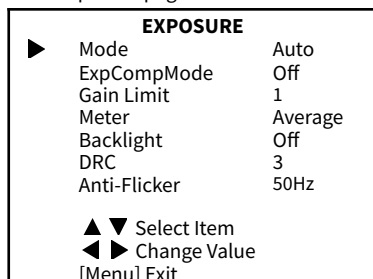 EXPOSURE
▶ Mode Auto
ExpCompMode Off
Gain Limit 1
Meter Average
Backlight Off
DRC 3
Anti-Flicker 50Hz
▲ ▼ Select Item
◀ ▶ Change Value
[Menu] Exit